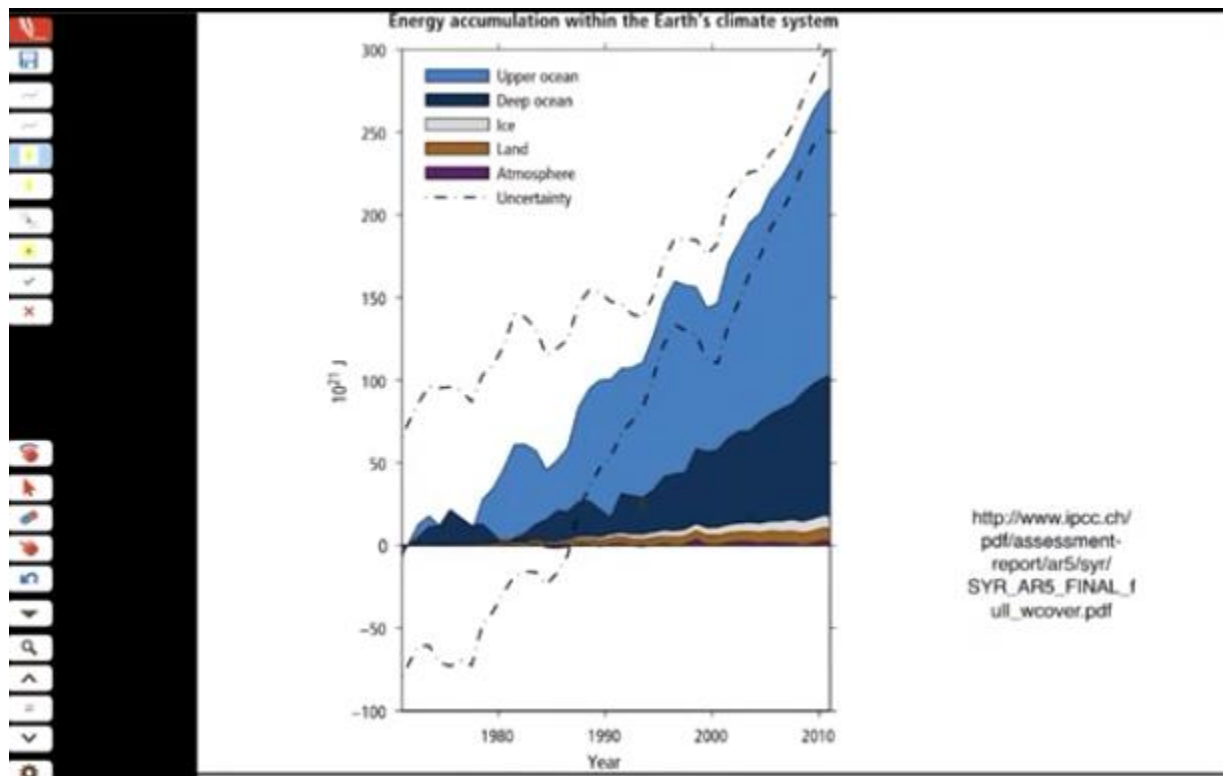 Energy accumulation within the Earth's climate system
300
250
200
150
100
50
0
−50
−100
10²¹ J
Upper ocean
Deep ocean
Ice
Land
Atmosphere
Uncertainty
1980
1990
2000
2010
Year
http://www.ipcc.ch/
pdf/assessment-
report/ar5/syr/
SYR_AR5_FINAL_f
ull_wcover.pdf